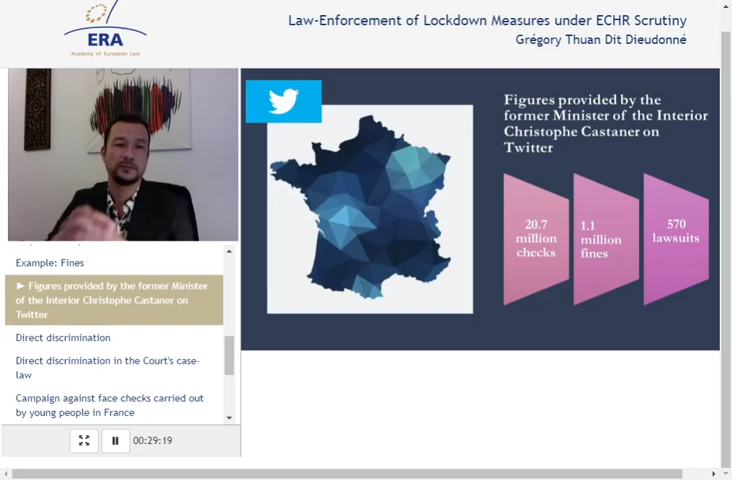 ERA
Academy of European Law
Law-Enforcement of Lockdown Measures under ECHR Scrutiny
Grégory Thuan Dit Dieudonné
Example: Fines
► Figures provided by the former Minister
of the Interior Christophe Castaner on
Twitter
Direct discrimination
Direct discrimination in the Court's case-
law
Campaign against face checks carried out
by young people in France
00:29:19
Figures provided by the
former Minister of the Interior
Christophe Castaner on
Twitter
20.7
million
checks
1.1
million
fines
570
lawsuits